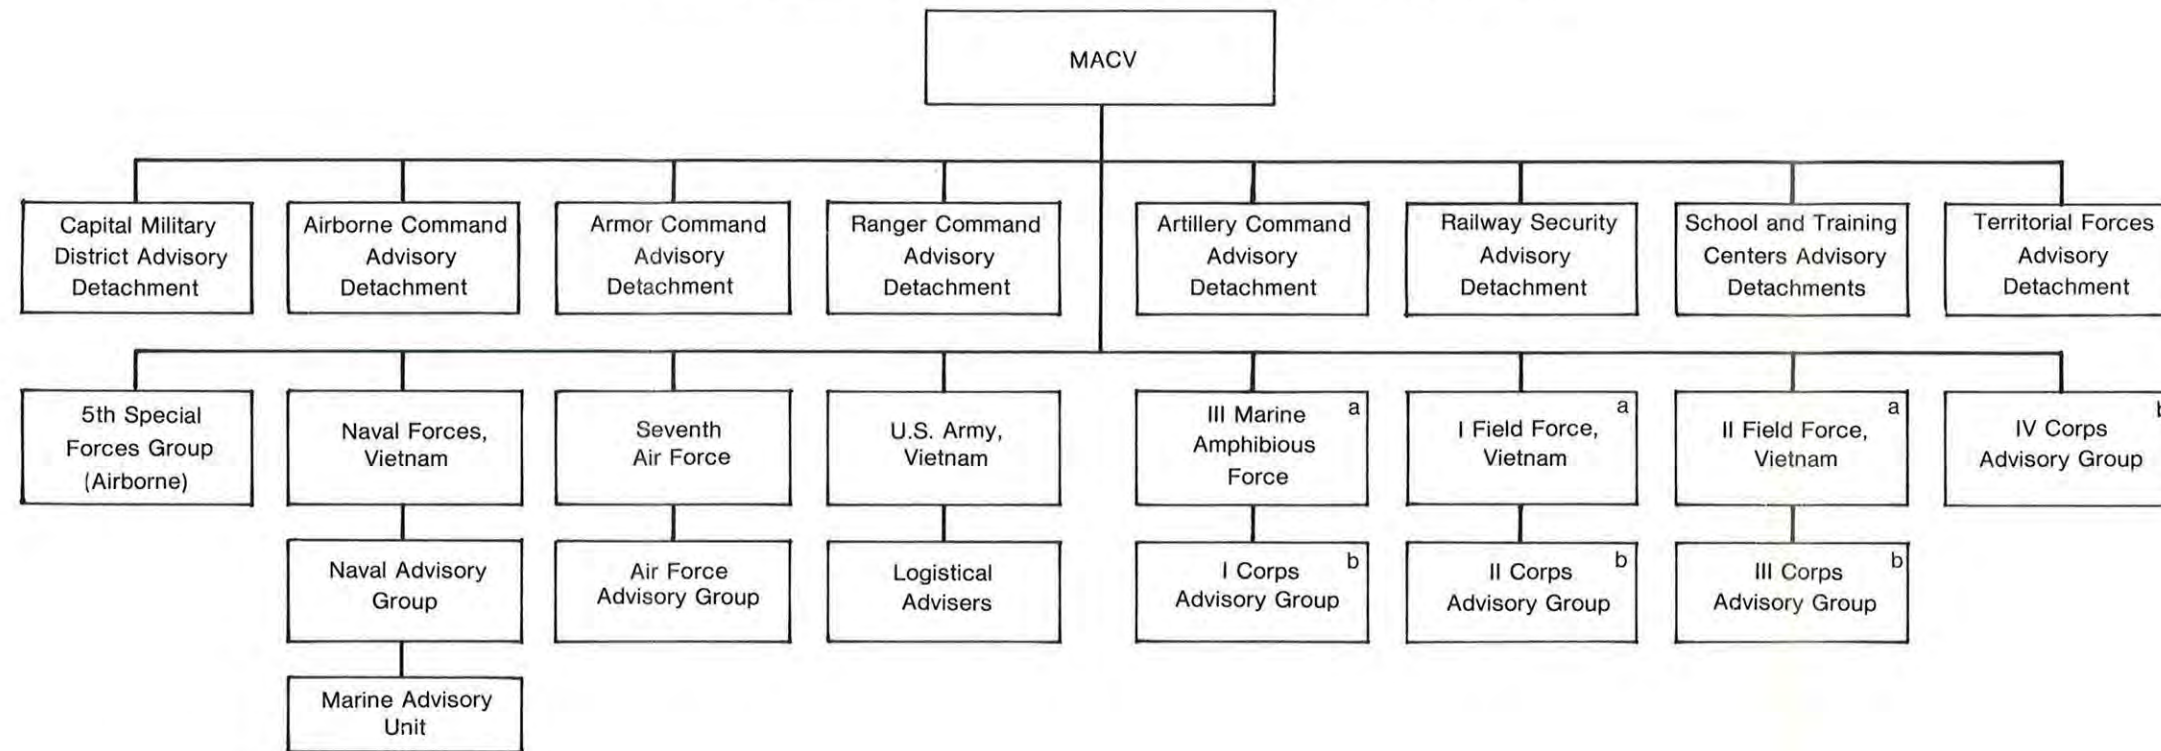 MACV
Capital Military
District Advisory
Detachment
Airborne Command
Advisory
Detachment
Armor Command
Advisory
Detachment
Ranger Command
Advisory
Detachment
Artillery Command
Advisory
Detachment
Railway Security
Advisory
Detachment
School and Training
Centers Advisory
Detachments
Territorial Forces
Advisory
Detachment
5th Special
Forces Group
(Airborne)
Naval Forces,
Vietnam
Seventh
Air Force
U.S. Army,
Vietnam
III Marine a
Amphibious
Force
a
I Field Force,
Vietnam
a
II Field Force,
Vietnam
IV Corps
Advisory Group
Naval Advisory
Group
Air Force
Advisory Group
Logistical
Advisers
I Corps b
Advisory Group
II Corps b
Advisory Group
III Corps b
Advisory Group
Marine Advisory
Unit